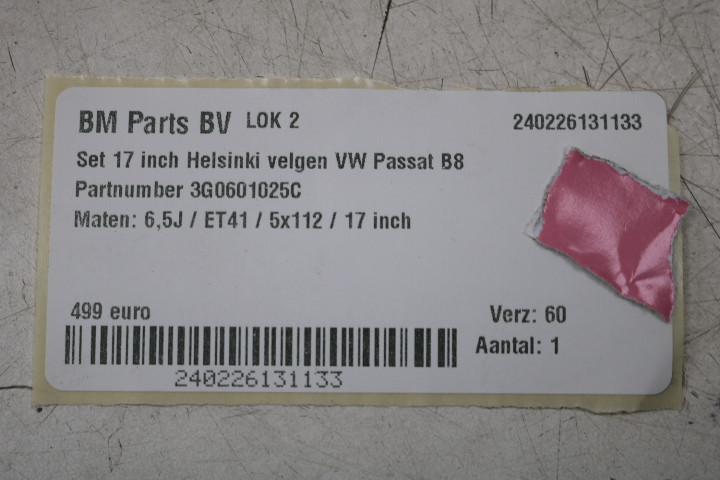 BM Parts BV LOK 2 240226131133
Set 17 inch Helsinki velgen VW Passat B8
Partnumber 3G0601025C
Maten: 6,5J / ET41 / 5x112 / 17 inch
499 euro Verz: 60
Aantal: 1
240226131133